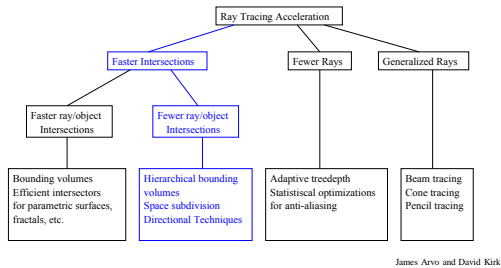 Ray Tracing Acceleration
Faster Intersections
Fewer Rays
Generalized Rays
Faster ray/object
Intersections
Fewer ray/object
Intersections
Bounding volumes
Efficient intersectors
for parametric surfaces,
fractals, etc.
Hierarchical bounding
volumes
Space subdivision
Directional Techniques
Adaptive treedepth
Statistiscal optimizations
for anti-aliasing
Beam tracing
Cone tracing
Pencil tracing
James Arvo and David Kirk